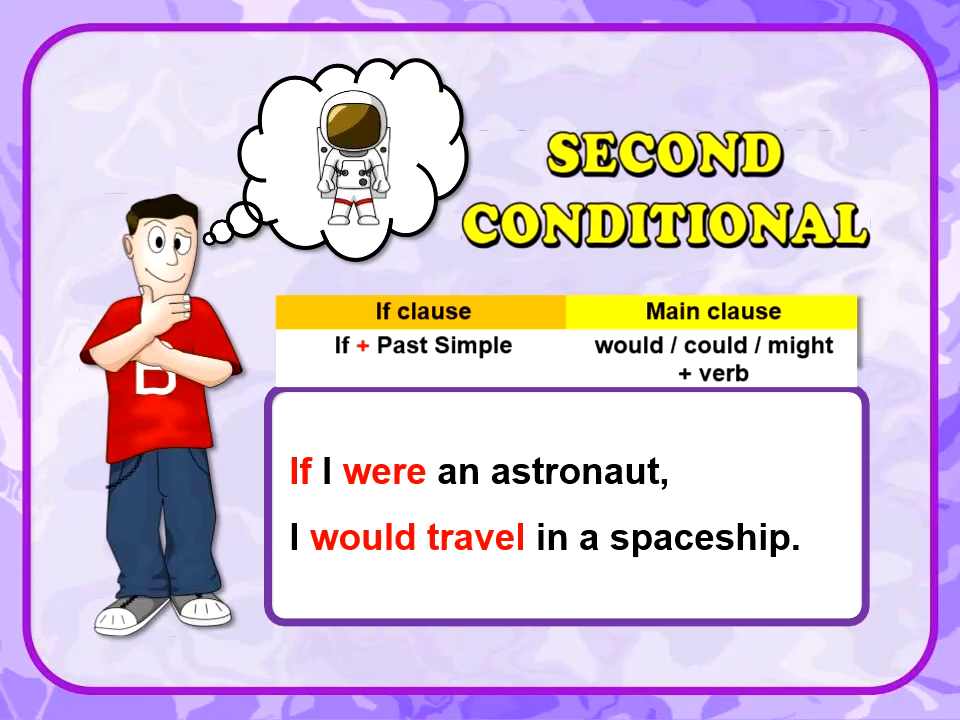 SECOND
CONDITIONAL
If clause Main clause
If + Past Simple would / could / might
+ verb
B
If I were an astronaut,
I would travel in a spaceship.